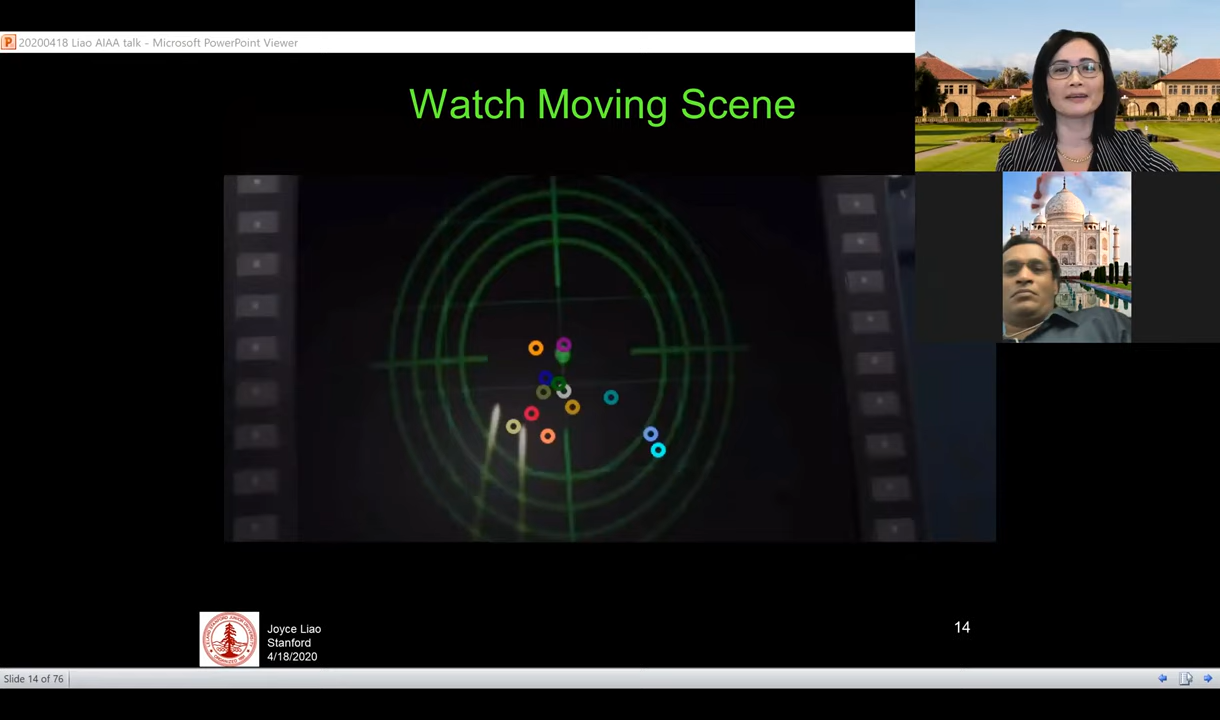 20200418 Liao AIAA talk - Microsoft PowerPoint Viewer
Watch Moving Scene
Joyce Liao
Stanford
4/18/2020
14
Slide 14 of 76